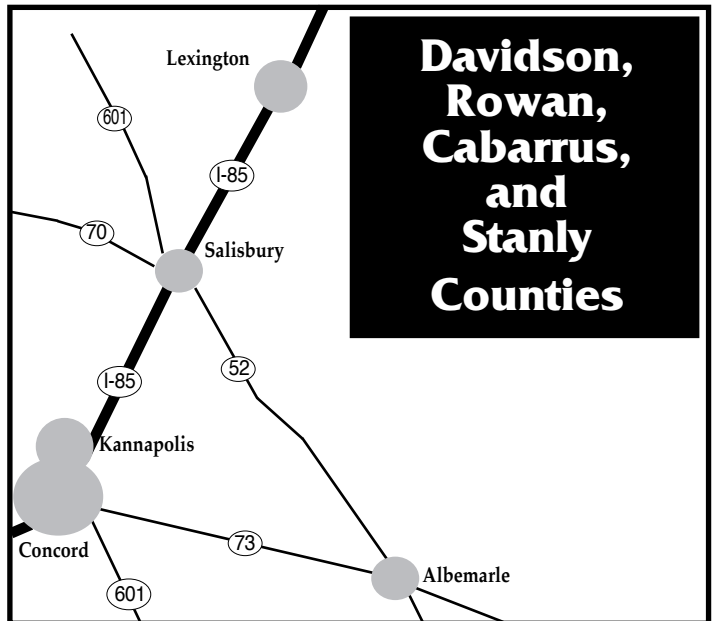 Davidson,
Rowan,
Cabarrus,
and
Stanly
Counties
Lexington
601
I-85
70
Salisbury
52
I-85
Kannapolis
73
Concord
Albemarle
601